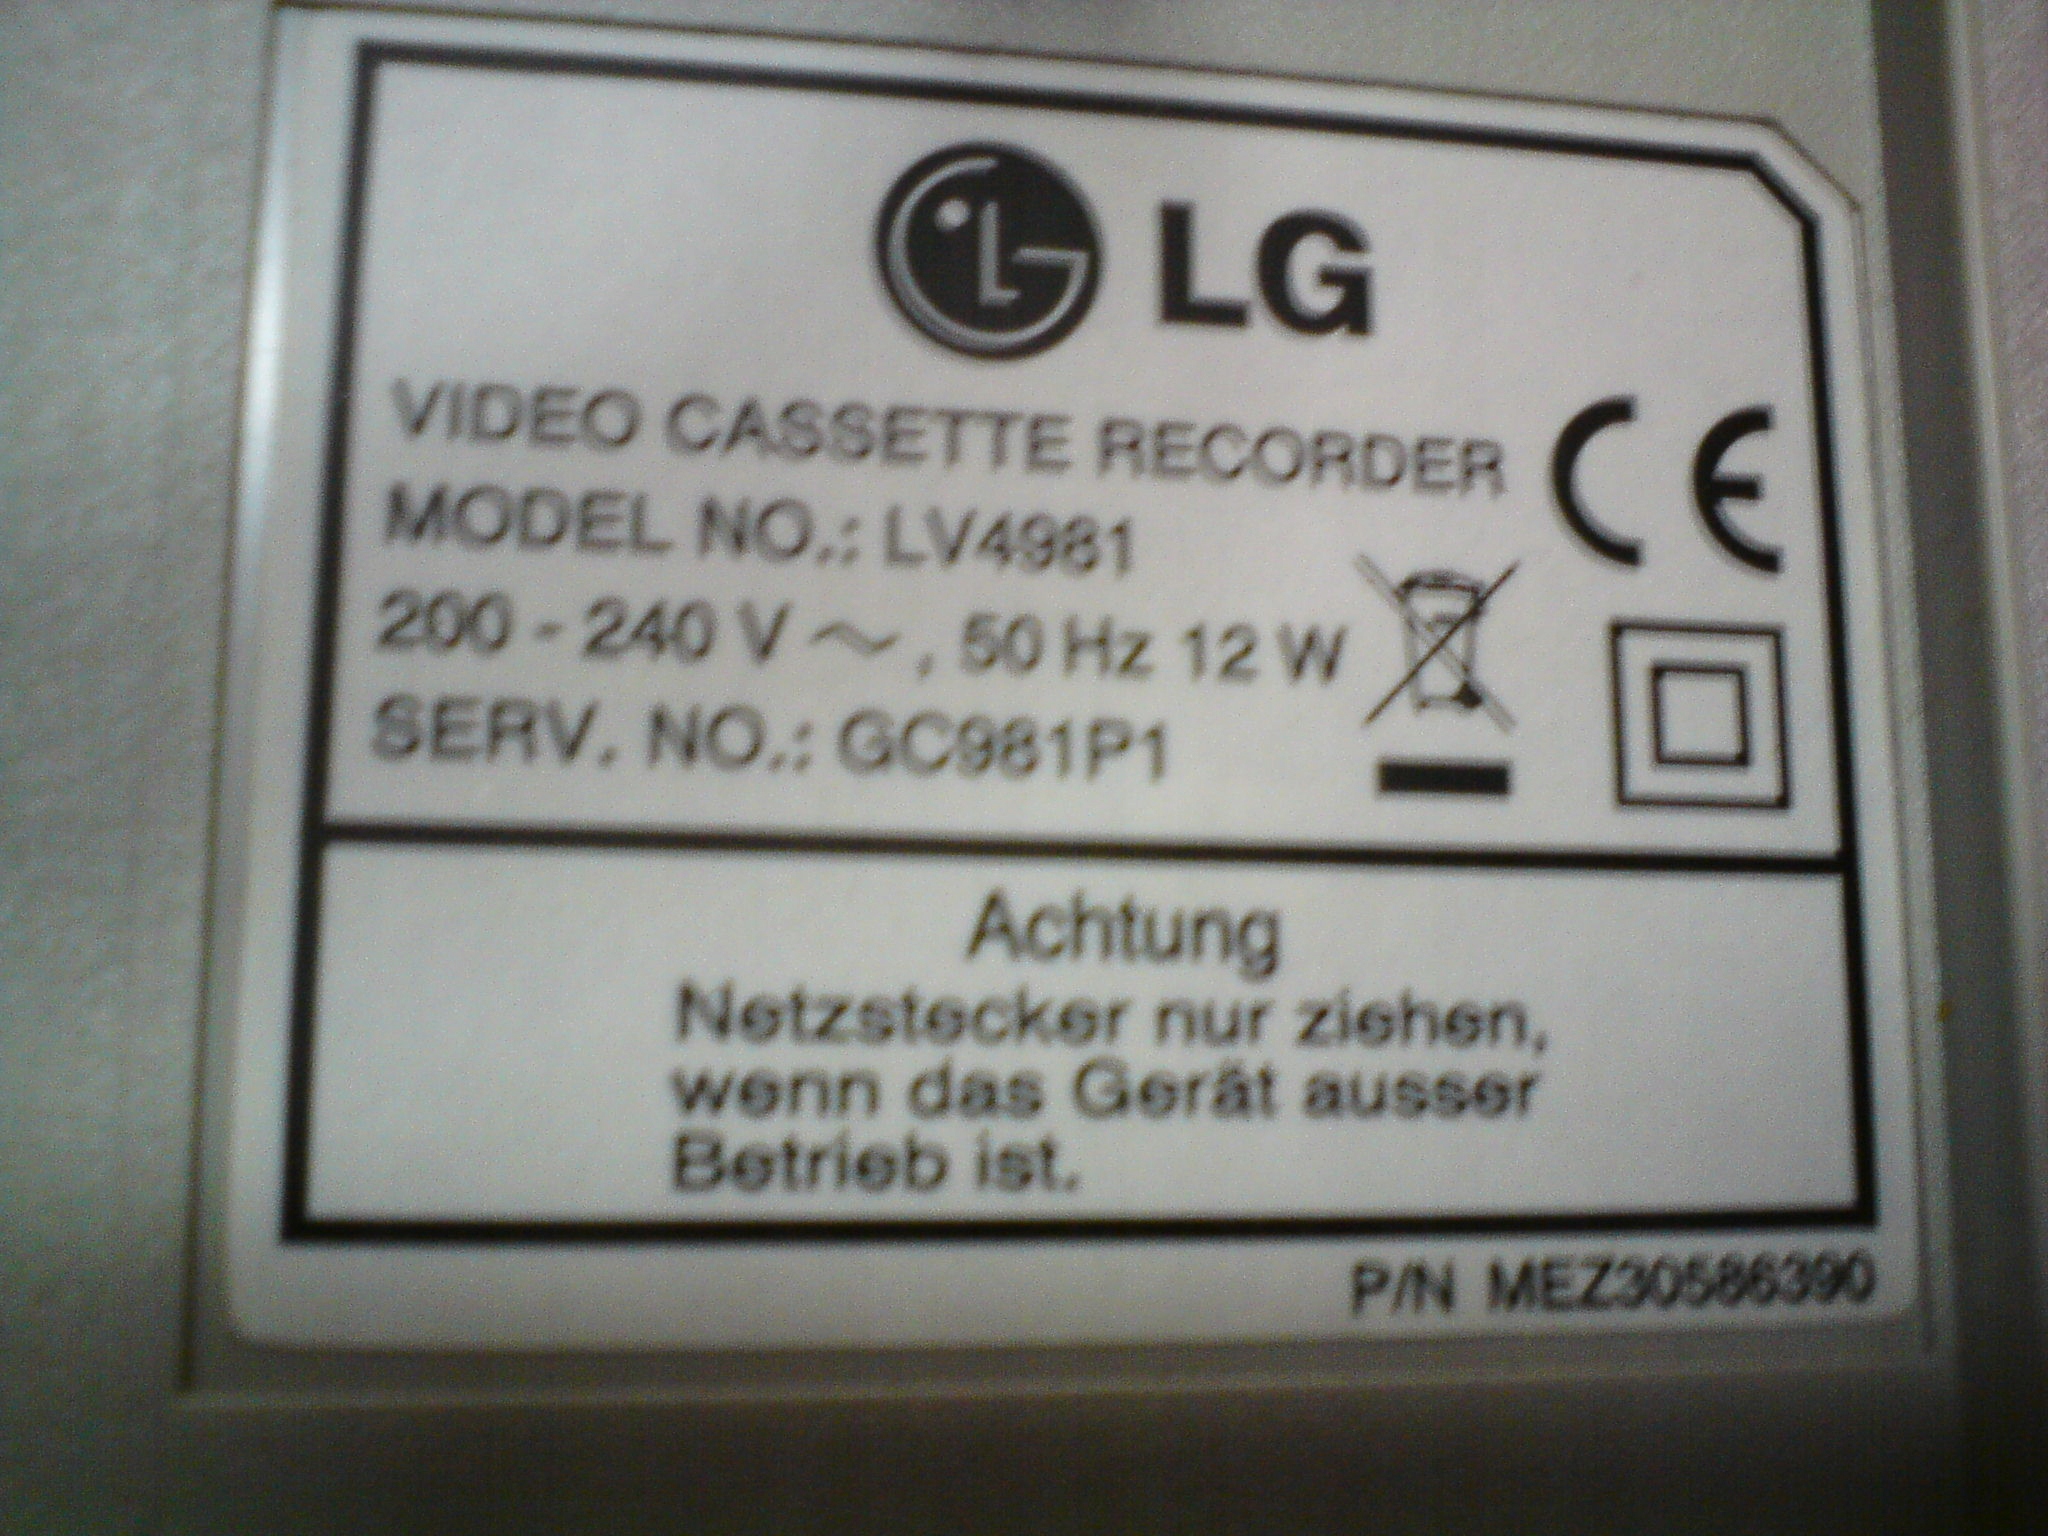 LG
VIDEO CASSETTE RECORDER
MODEL NO.: LV4981
200 - 240 V ~ , 50 Hz 12 W
SERV. NO.: GC981P1
CE
Achtung
Netzstecker nur ziehen,
wenn das Gerät ausser
Betrieb ist.
P/N MEZ30586390